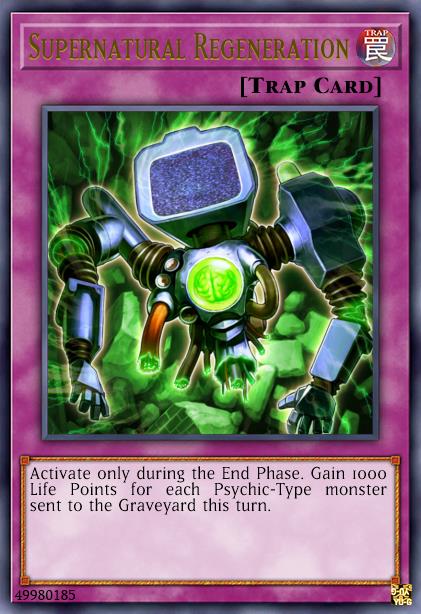 SUPERNATURAL REGENERATION
TRAP
罠
[TRAP CARD]
Activate only during the End Phase. Gain 1000
Life Points for each Psychic-Type monster
sent to the Graveyard this turn.
49980185